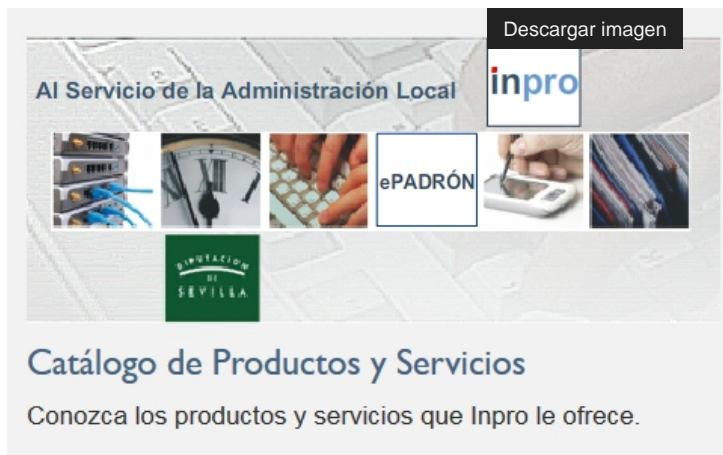 Descargar imagen
Al Servicio de la Administración Local
inpro
ePADRÓN
DIPUTACION
DE
SEVILLA
Catálogo de Productos y Servicios
Conozca los productos y servicios que Inpro le ofrece.